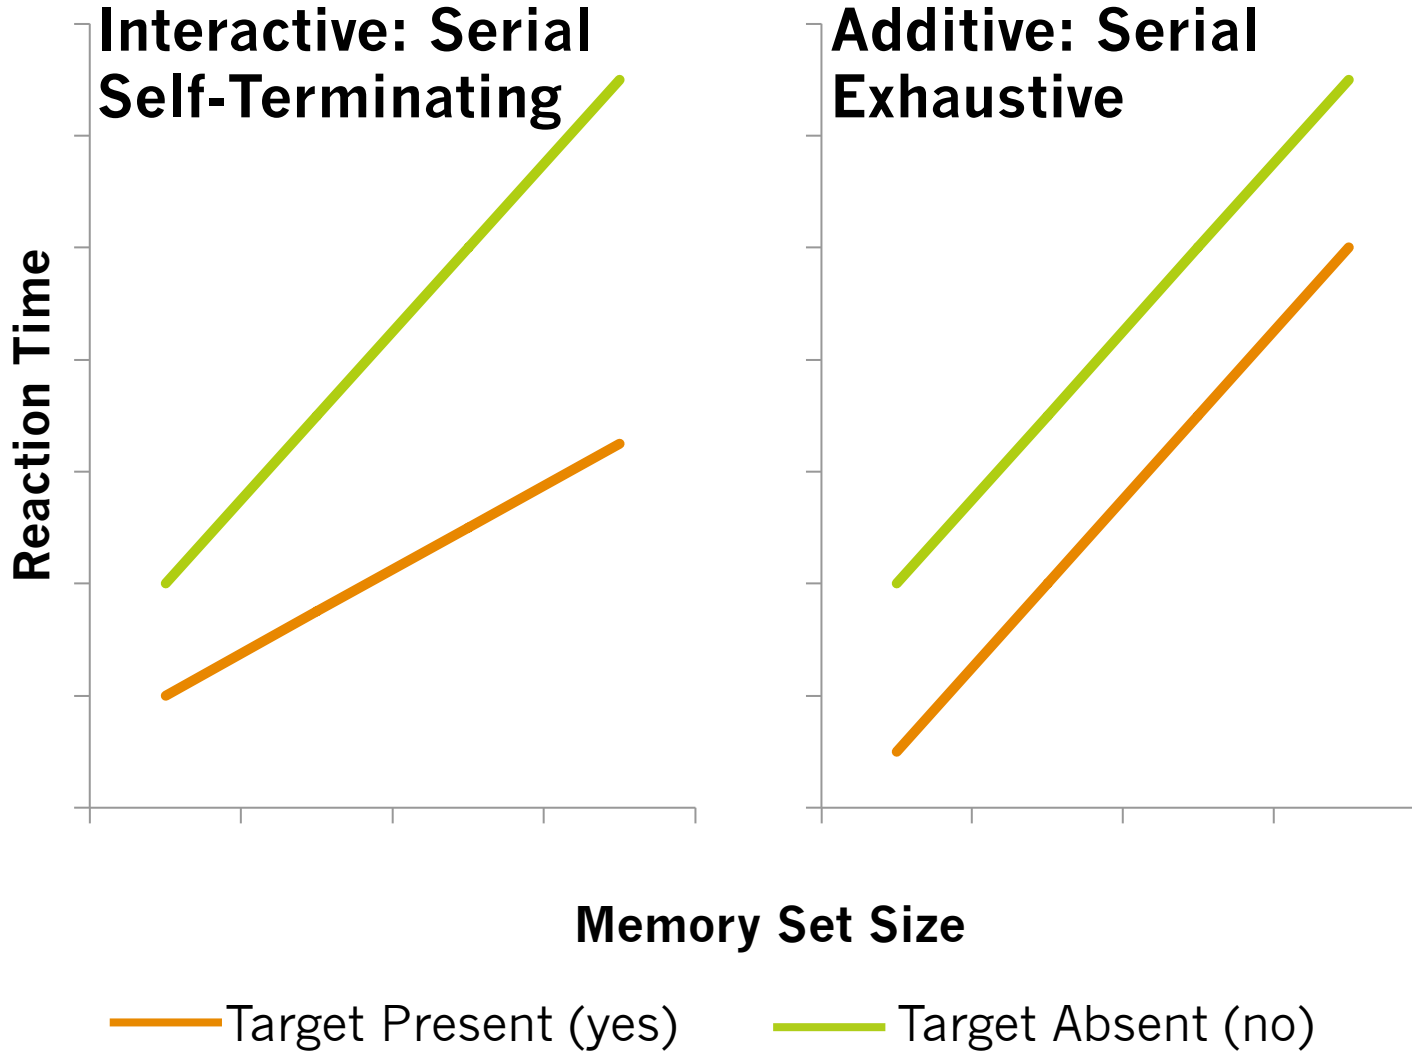 Interactive: Serial
Self-Terminating
Additive: Serial
Exhaustive
Reaction Time
Memory Set Size
Target Present (yes)
Target Absent (no)